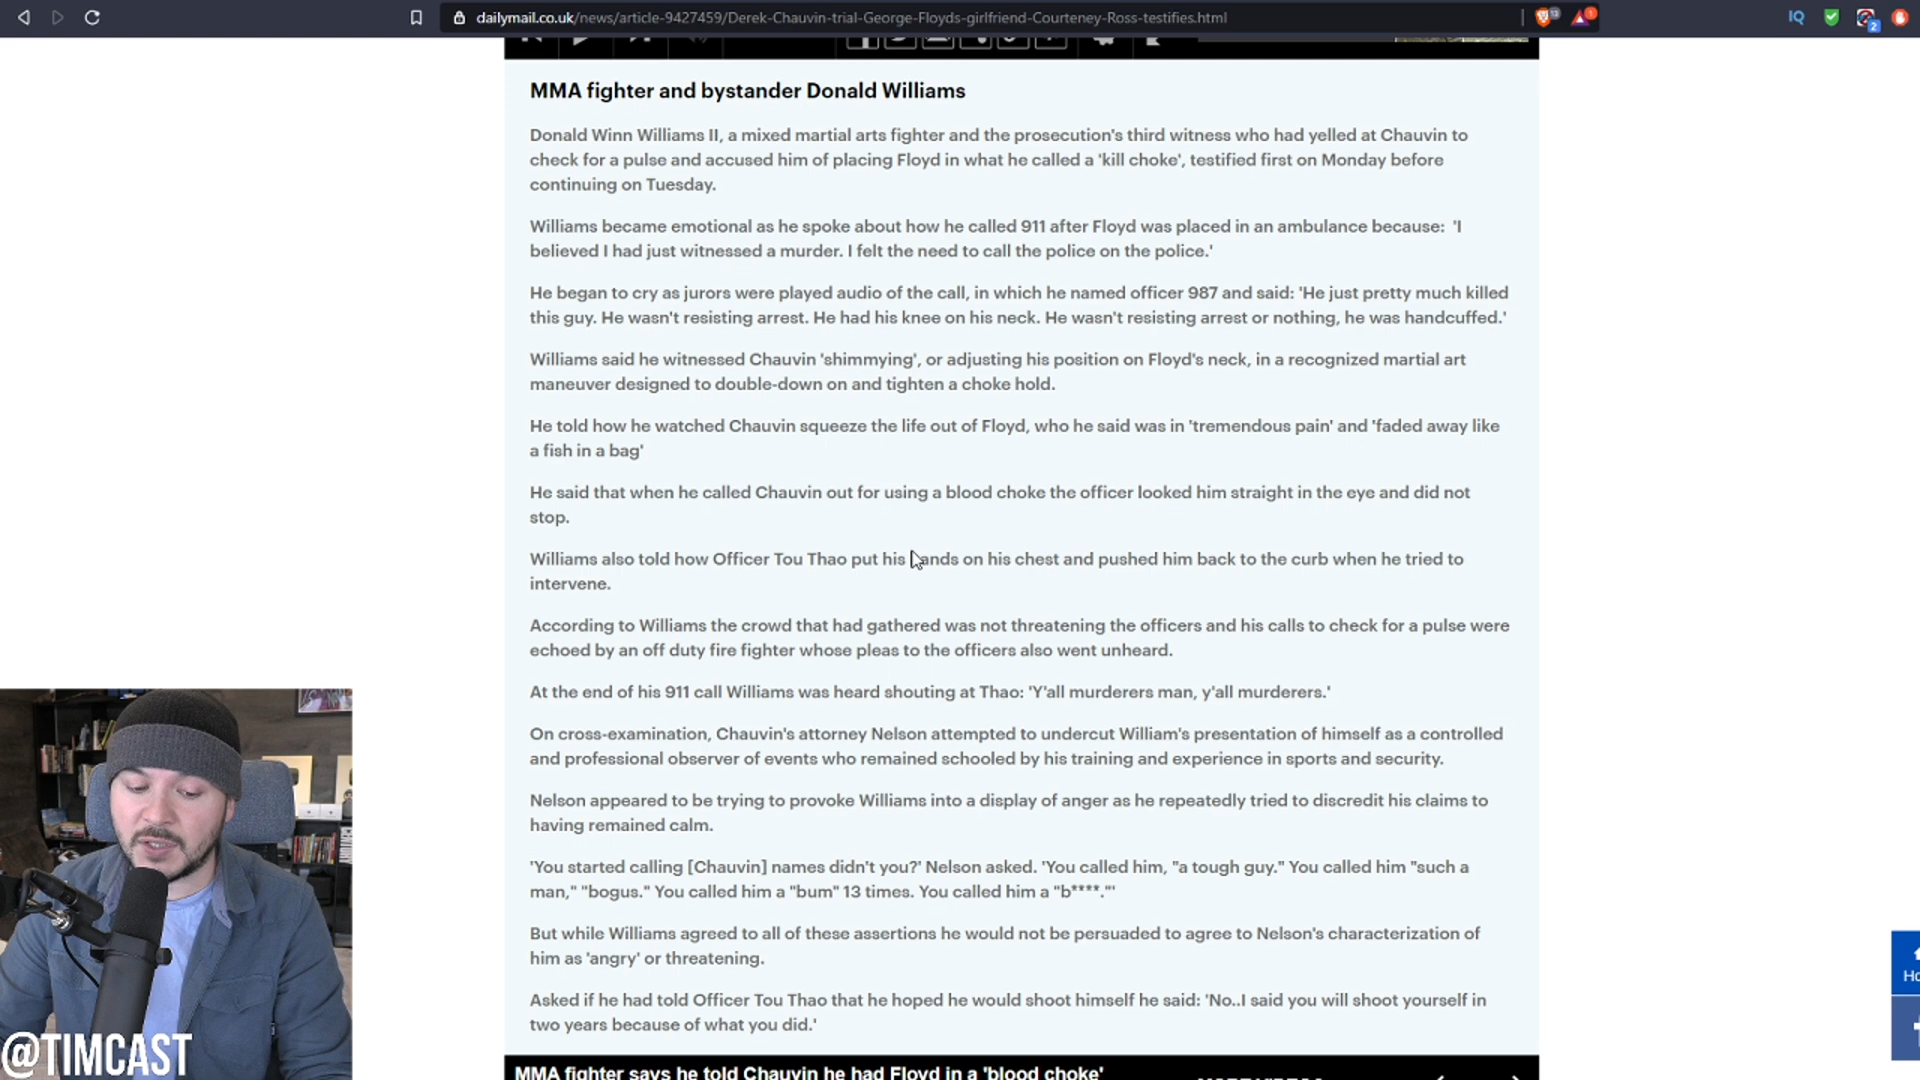 dailymail.co.uk/news/article-9427459/Derek-Chauvin-trial-George-Floyds-girlfriend-Courteney-Ross-testifies.html
IQ
2
MMA fighter and bystander Donald Williams
Donald Winn Williams II, a mixed martial arts fighter and the prosecution's third witness who had yelled at Chauvin to
check for a pulse and accused him of placing Floyd in what he called a 'kill choke', testified first on Monday before
continuing on Tuesday.
Williams became emotional as he spoke about how he called 911 after Floyd was placed in an ambulance because: 'I
believed I had just witnessed a murder. I felt the need to call the police on the police.'
He began to cry as jurors were played audio of the call, in which he named officer 987 and said: 'He just pretty much killed
this guy. He wasn't resisting arrest. He had his knee on his neck. He wasn't resisting arrest or nothing, he was handcuffed.'
Williams said he witnessed Chauvin 'shimmying', or adjusting his position on Floyd's neck, in a recognized martial art
maneuver designed to double-down on and tighten a choke hold.
He told how he watched Chauvin squeeze the life out of Floyd, who he said was in 'tremendous pain' and 'faded away like
a fish in a bag'
He said that when he called Chauvin out for using a blood choke the officer looked him straight in the eye and did not
stop.
Williams also told how Officer Tou Thao put his hands on his chest and pushed him back to the curb when he tried to
intervene.
According to Williams the crowd that had gathered was not threatening the officers and his calls to check for a pulse were
echoed by an off duty fire fighter whose pleas to the officers also went unheard.
At the end of his 911 call Williams was heard shouting at Thao: 'Y'all murderers man, y'all murderers.'
On cross-examination, Chauvin's attorney Nelson attempted to undercut William's presentation of himself as a controlled
and professional observer of events who remained schooled by his training and experience in sports and security.
Nelson appeared to be trying to provoke Williams into a display of anger as he repeatedly tried to discredit his claims to
having remained calm.
'You started calling [Chauvin] names didn't you?' Nelson asked. 'You called him, "a tough guy." You called him "such a
man," "bogus." You called him a "bum" 13 times. You called him a "b****."'
But while Williams agreed to all of these assertions he would not be persuaded to agree to Nelson's characterization of
him as 'angry' or threatening.
Asked if he had told Officer Tou Thao that he hoped he would shoot himself he said: 'No..I said you will shoot yourself in
two years because of what you did.'
MMA fighter says he told Chauvin he had Floyd in a 'blood choke'
@TIMCAST